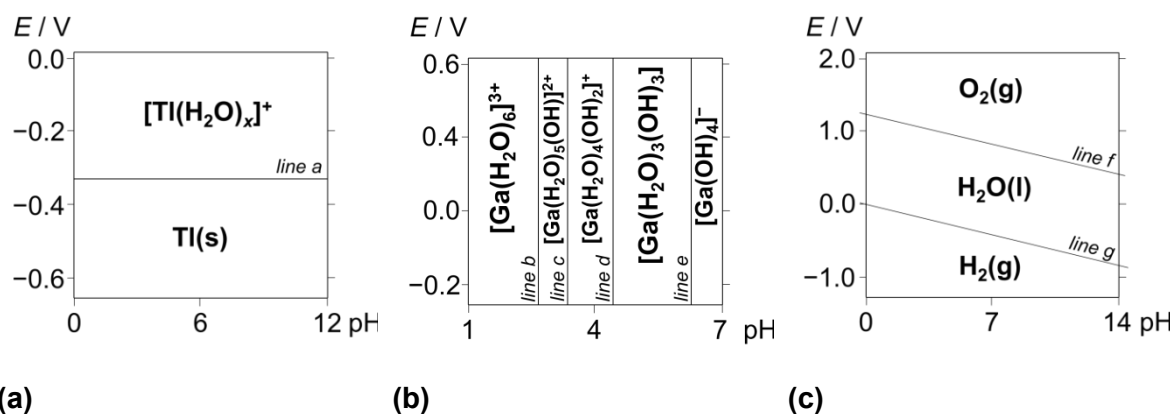 E / V
0.0
−0.2
−0.4
−0.6
[Tl(H₂O)ₓ]⁺
line a
Tl(s)
0
6
12 pH
(a)
E / V
0.6
0.4
0.0
−0.2
[Ga(H₂O)₆]³⁺
line b
[Ga(H₂O)₅(OH)]²⁺
line c
[Ga(H₂O)₄(OH)₂]⁺
line d
[Ga(H₂O)₃(OH)₃]
line e
[Ga(OH)₄]⁻
1
4
7 pH
(b)
E / V
2.0
1.0
0.0
−1.0
O₂(g)
line f
H₂O(l)
line g
H₂(g)
0
7
14 pH
(c)